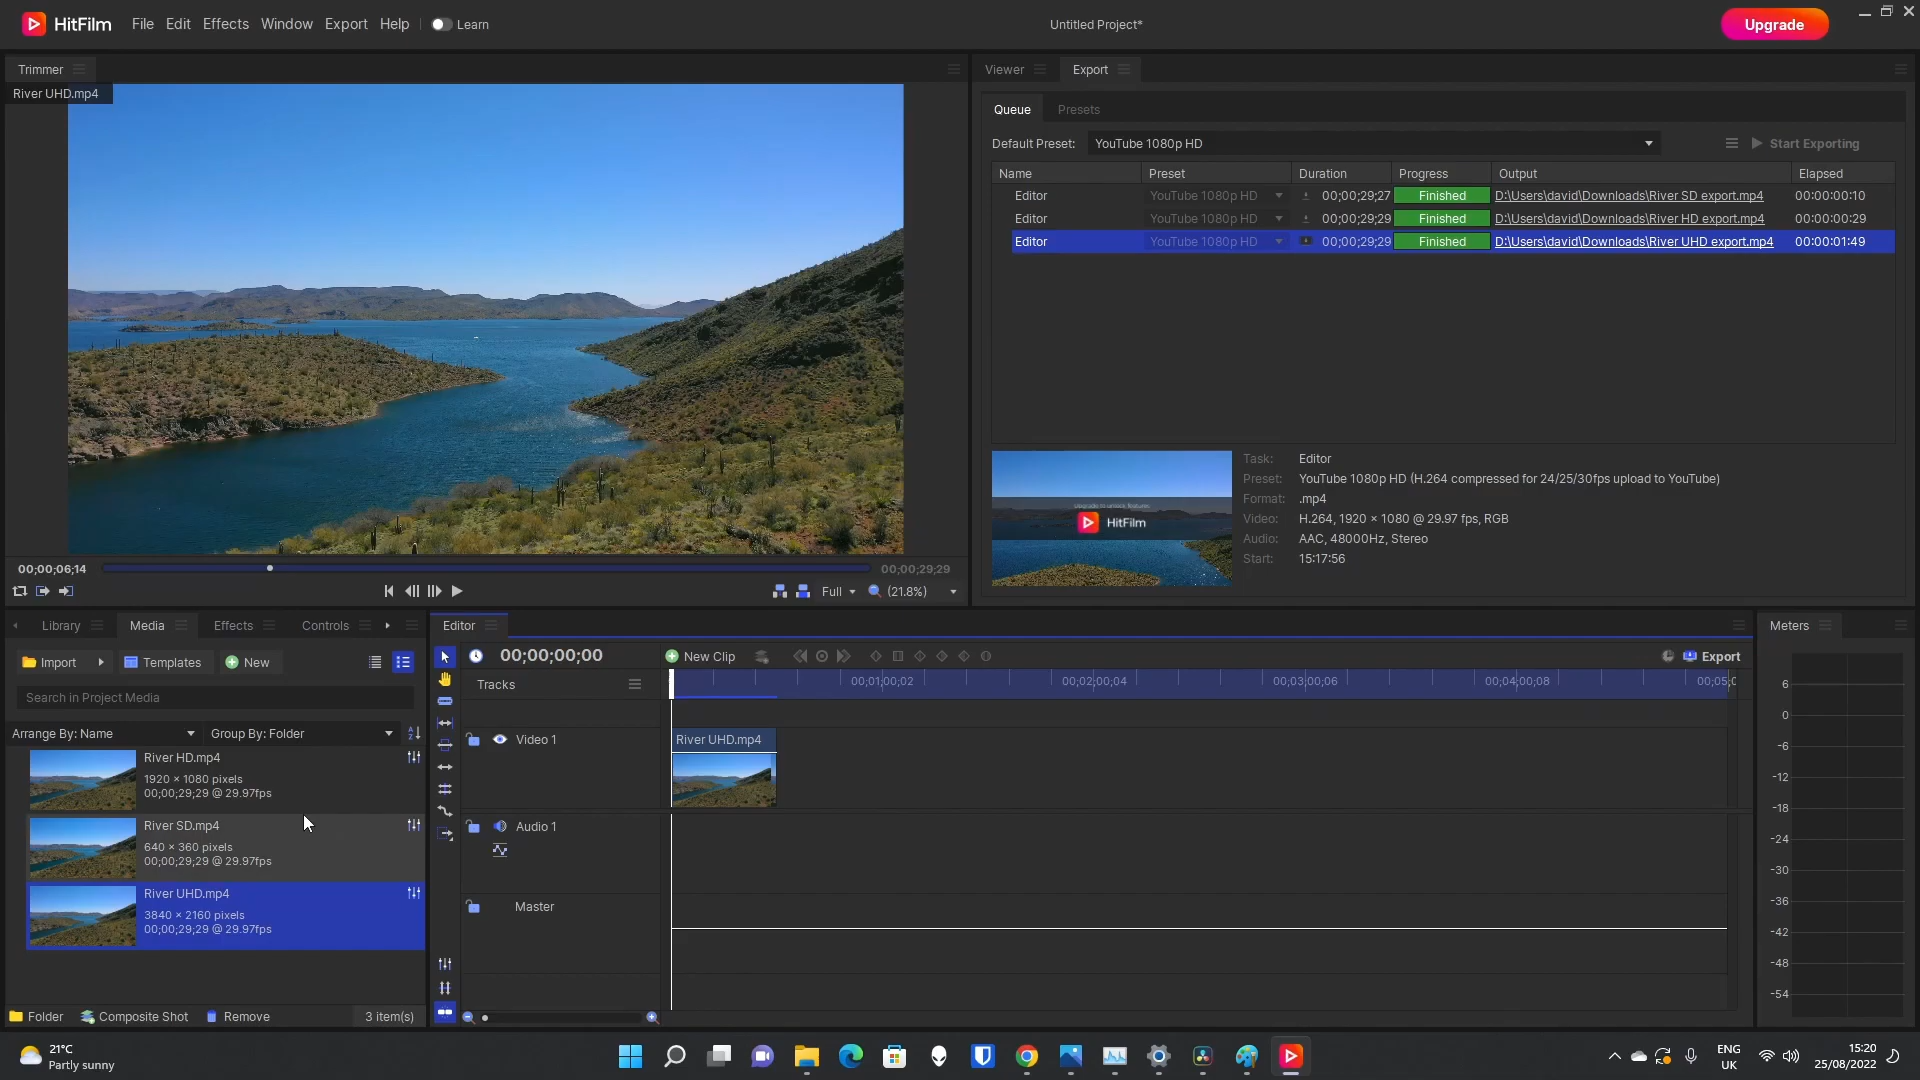 HitFilm File Edit Effects Window Export Help Learn Untitled Project* Upgrade
Trimmer
River UHD.mp4
00;00;06;14 00;00;29;29
Full (21.8%)
Viewer Export
Queue Presets
Default Preset: YouTube 1080p HD Start Exporting
Name Preset Duration Progress Output Elapsed
Editor YouTube 1080p HD 00;00;29;27 Finished D:\Users\david\Downloads\River SD export.mp4 00:00:00:10
Editor YouTube 1080p HD 00;00;29;29 Finished D:\Users\david\Downloads\River HD export.mp4 00:00:00:29
Editor YouTube 1080p HD 00;00;29;29 Finished D:\Users\david\Downloads\River UHD export.mp4 00:00:01:49
Upgrade to unlock features
HitFilm
Task: Editor
Preset: YouTube 1080p HD (H.264 compressed for 24/25/30fps upload to YouTube)
Format: .mp4
Video: H.264, 1920 × 1080 @ 29.97 fps, RGB
Audio: AAC, 48000Hz, Stereo
Start: 15:17:56
Library Media Effects Controls
Import Templates New
Search in Project Media
Arrange By: Name Group By: Folder
River HD.mp4
1920 × 1080 pixels
00;00;29;29 @ 29.97fps
River SD.mp4
640 × 360 pixels
00;00;29;29 @ 29.97fps
River UHD.mp4
3840 × 2160 pixels
00;00;29;29 @ 29.97fps
Folder Composite Shot Remove 3 item(s)
Editor
00;00;00;00 New Clip Export
Tracks 00;01;00;02 00;02;00;04 00;03;00;06 00;04;00;08 00;05;0
Video 1 River UHD.mp4
Audio 1
Master
Meters
6
0
-6
-12
-18
-24
-30
-36
-42
-48
-54
21°C
Partly sunny
ENG
UK
15:20
25/08/2022